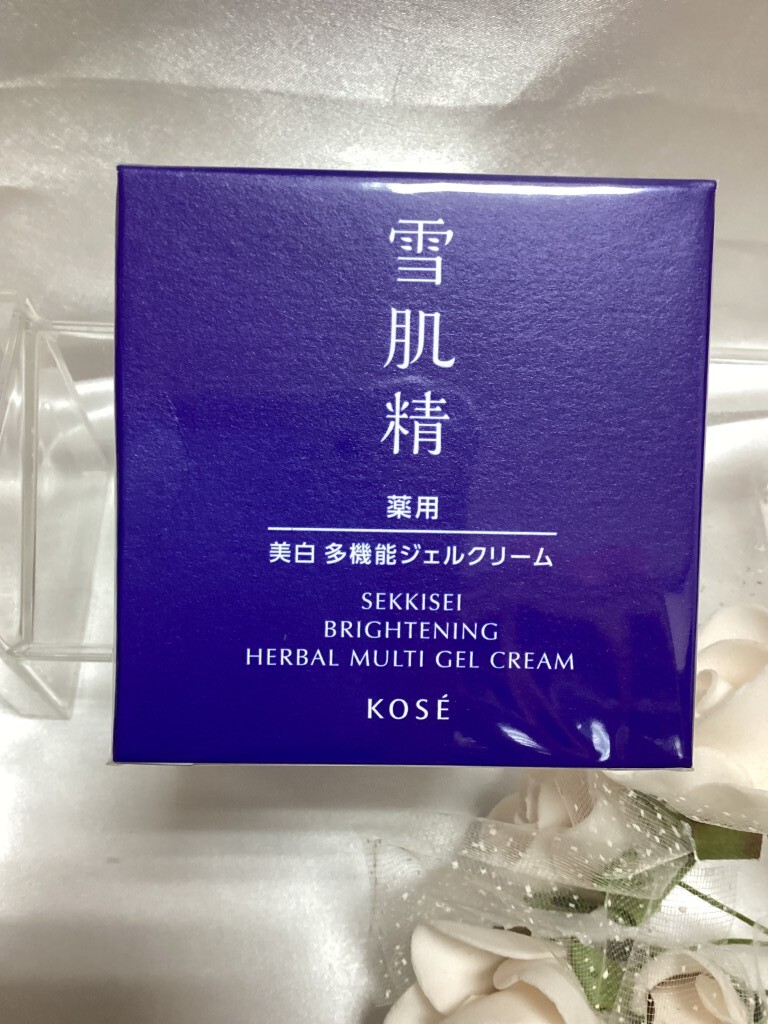 雪肌精
薬用
美白 多機能ジェルクリーム
SEKKISEI
BRIGHTENING
HERBAL MULTI GEL CREAM
KOSÉ